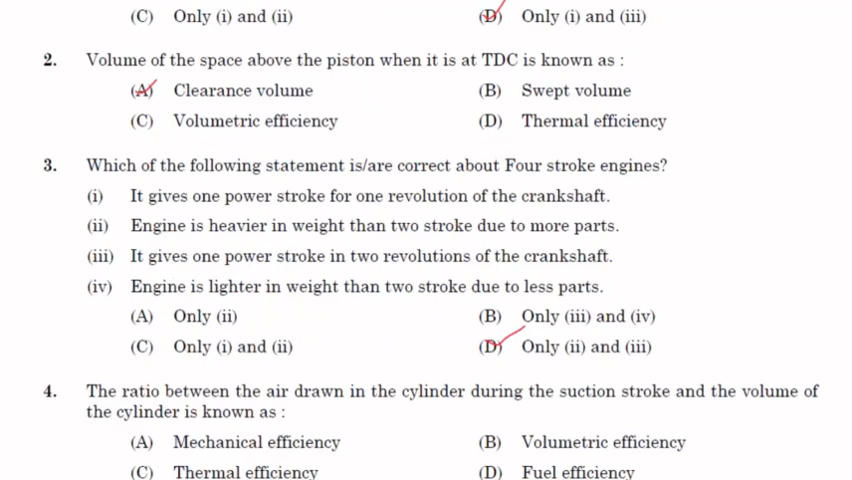 (C) Only (i) and (ii) (D) Only (i) and (iii)
2. Volume of the space above the piston when it is at TDC is known as :
(A) Clearance volume (B) Swept volume
(C) Volumetric efficiency (D) Thermal efficiency
3. Which of the following statement is/are correct about Four stroke engines?
(i) It gives one power stroke for one revolution of the crankshaft.
(ii) Engine is heavier in weight than two stroke due to more parts.
(iii) It gives one power stroke in two revolutions of the crankshaft.
(iv) Engine is lighter in weight than two stroke due to less parts.
(A) Only (ii) (B) Only (iii) and (iv)
(C) Only (i) and (ii) (D) Only (ii) and (iii)
4. The ratio between the air drawn in the cylinder during the suction stroke and the volume of
the cylinder is known as :
(A) Mechanical efficiency (B) Volumetric efficiency
(C) Thermal efficiency (D) Fuel efficiency